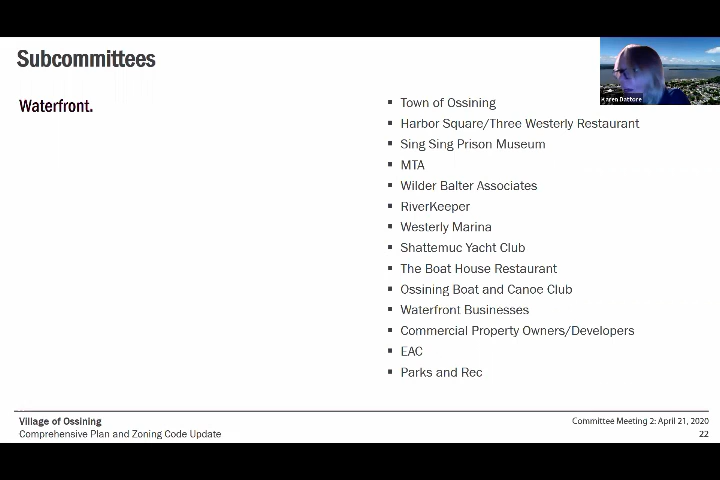 Subcommittees
Karen Dattore
Waterfront.
▪ Town of Ossining
▪ Harbor Square/Three Westerly Restaurant
▪ Sing Sing Prison Museum
▪ MTA
▪ Wilder Balter Associates
▪ RiverKeeper
▪ Westerly Marina
▪ Shattemuc Yacht Club
▪ The Boat House Restaurant
▪ Ossining Boat and Canoe Club
▪ Waterfront Businesses
▪ Commercial Property Owners/Developers
▪ EAC
▪ Parks and Rec
Village of Ossining
Comprehensive Plan and Zoning Code Update
Committee Meeting 2: April 21, 2020
22